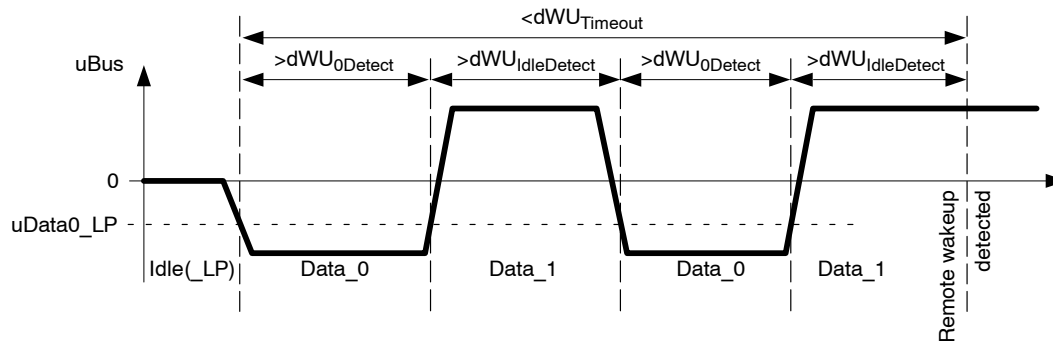 <dWUTimeout
uBus
>dWU0Detect >dWUIdleDetect >dWU0Detect >dWUIdleDetect
0
uData0_LP
Idle(_LP) Data_0 Data_1 Data_0 Data_1
Remote wakeup
detected